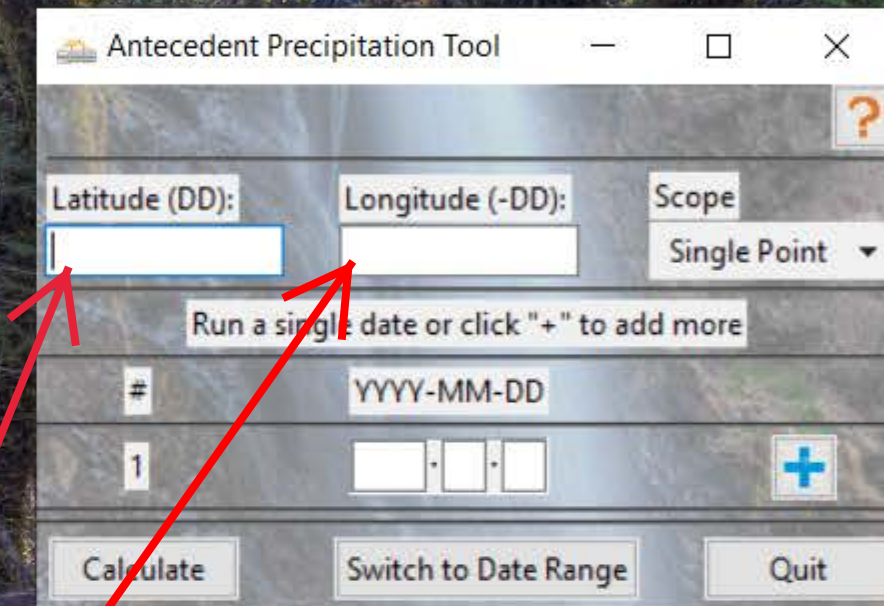 Antecedent Precipitation Tool
?
Latitude (DD): Longitude (-DD): Scope
Single Point
Run a single date or click "+" to add more
# YYYY-MM-DD
1 - -
Calculate Switch to Date Range Quit